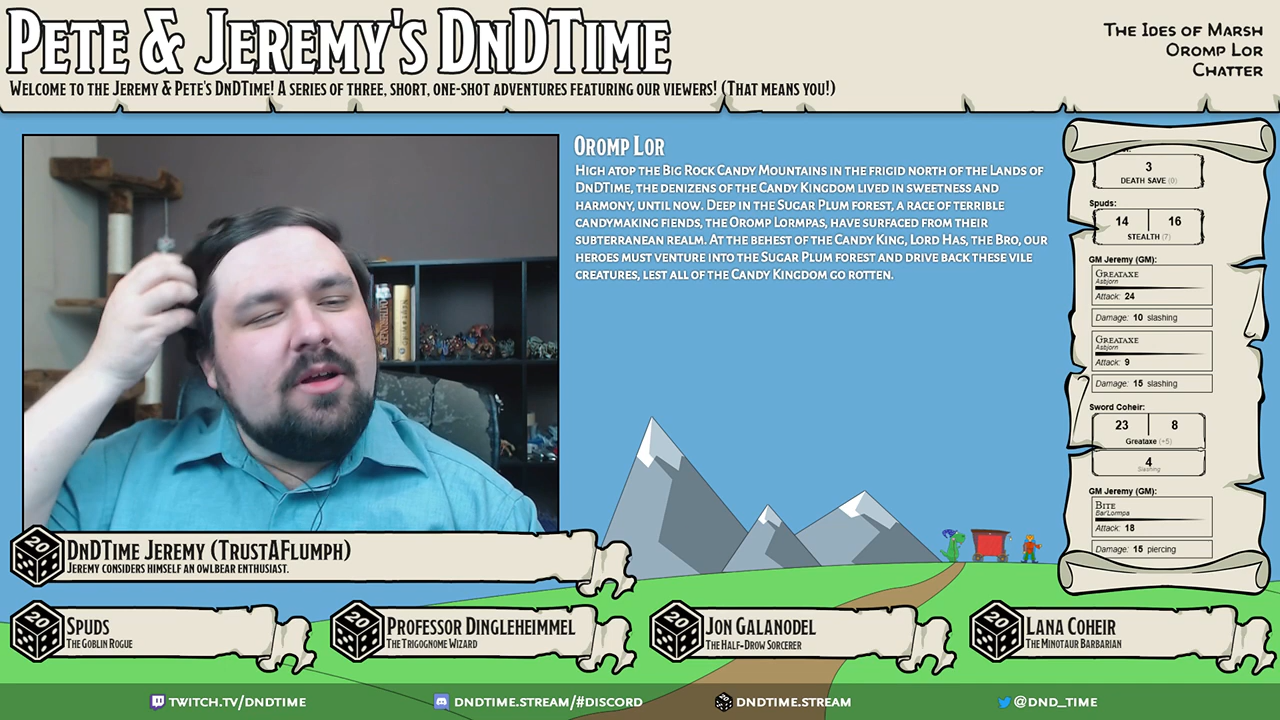 Pete & Jeremy's DnDTime
Welcome to the Jeremy & Pete's DnDTime! A series of three, short, one-shot adventures featuring our viewers! (That means you!)
The Ides of Marsh
Oromp Lor
Chatter
Oromp Lor
High atop the Big Rock Candy Mountains in the frigid north of the Lands of
DnDTime, the denizens of the Candy Kingdom lived in sweetness and
harmony, until now. Deep in the Sugar Plum Forest, a race of terrible
candymaking fiends, the Oromp Lormpas, have surfaced from their
subterranean realm. At the behest of the Candy King, Lord Has, the Bro, our
heroes must venture into the Sugar Plum Forest and drive back these vile
creatures, lest all of the Candy Kingdom go rotten.
3
DEATH SAVE (0)
Spuds:
14 16
STEALTH (7)
GM Jeremy (GM):
Greataxe
Asbjorn
Attack: 24
Damage: 10 slashing
Greataxe
Asbjorn
Attack: 9
Damage: 15 slashing
Sword Coheir:
23 8
Greataxe (+5)
4
Slashing
GM Jeremy (GM):
Bite
Bar'Lompa
Attack: 18
Damage: 15 piercing
20
DnDTime Jeremy (TrustAFlumph)
Jeremy considers himself an owlbear enthusiast.
20
Spuds
The Goblin Rogue
20
Professor Dingleheimmel
The Trigognome Wizard
20
Jon Galanodel
The Half-Drow Sorcerer
20
Lana Coheir
The Minotaur Barbarian
twitch.tv/dndtime
dndtime.stream/#discord
dndtime.stream
@dnd_time